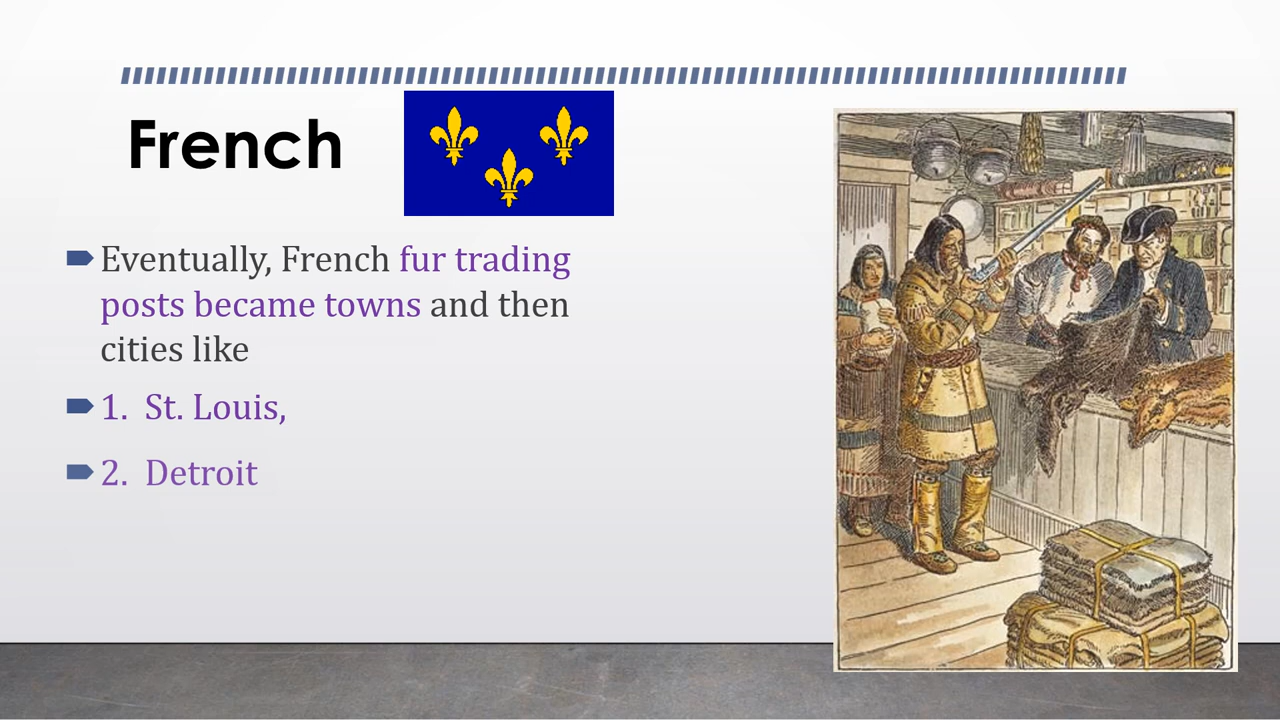 French
Eventually, French fur trading
posts became towns and then
cities like
1. St. Louis,
2. Detroit